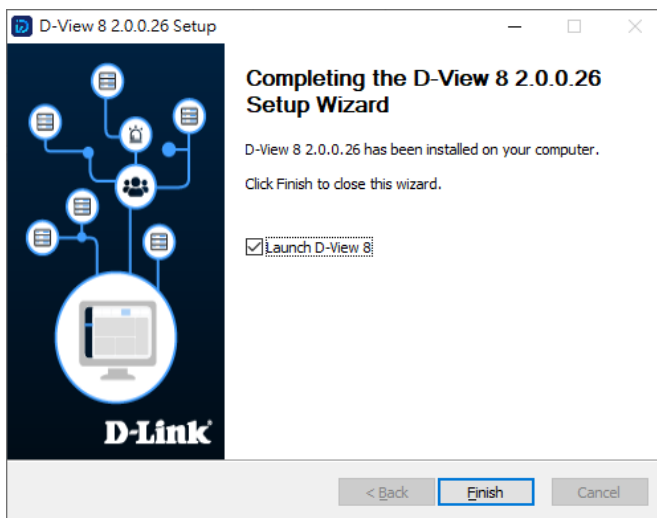 D-View 8 2.0.0.26 Setup
Completing the D-View 8 2.0.0.26
Setup Wizard
D-View 8 2.0.0.26 has been installed on your computer.
Click Finish to close this wizard.
Launch D-View 8
D-Link
< Back
Finish
Cancel